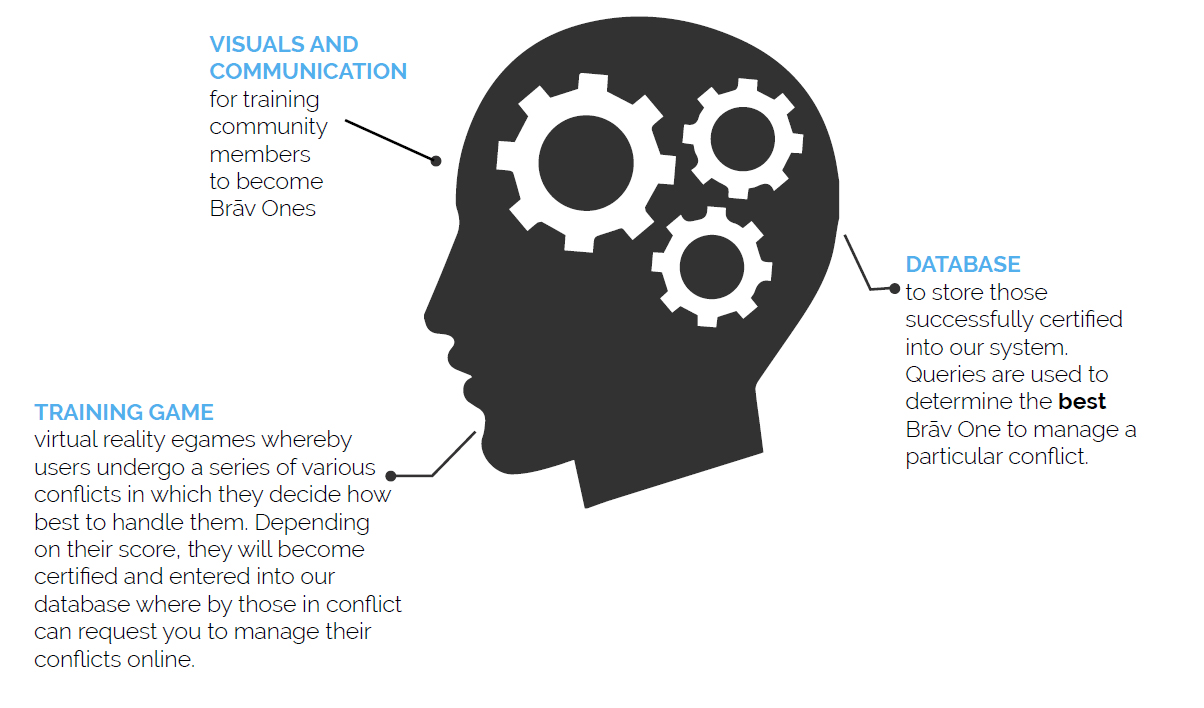 VISUALS AND
COMMUNICATION
for training
community
members
to become
Brāv Ones
DATABASE
to store those
successfully certified
into our system.
Queries are used to
determine the best
Brāv One to manage a
particular conflict.
TRAINING GAME
virtual reality egames whereby
users undergo a series of various
conflicts in which they decide how
best to handle them. Depending
on their score, they will become
certified and entered into our
database where by those in conflict
can request you to manage their
conflicts online.